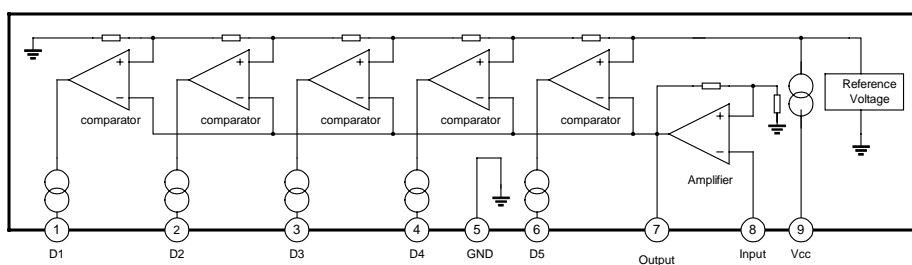 + + + + +
− − − − −
Reference
Voltage
comparator comparator comparator comparator comparator
+
−
Amplifier
1 2 3 4 5 6 7 8 9
D1 D2 D3 D4 GND D5 Output Input Vcc